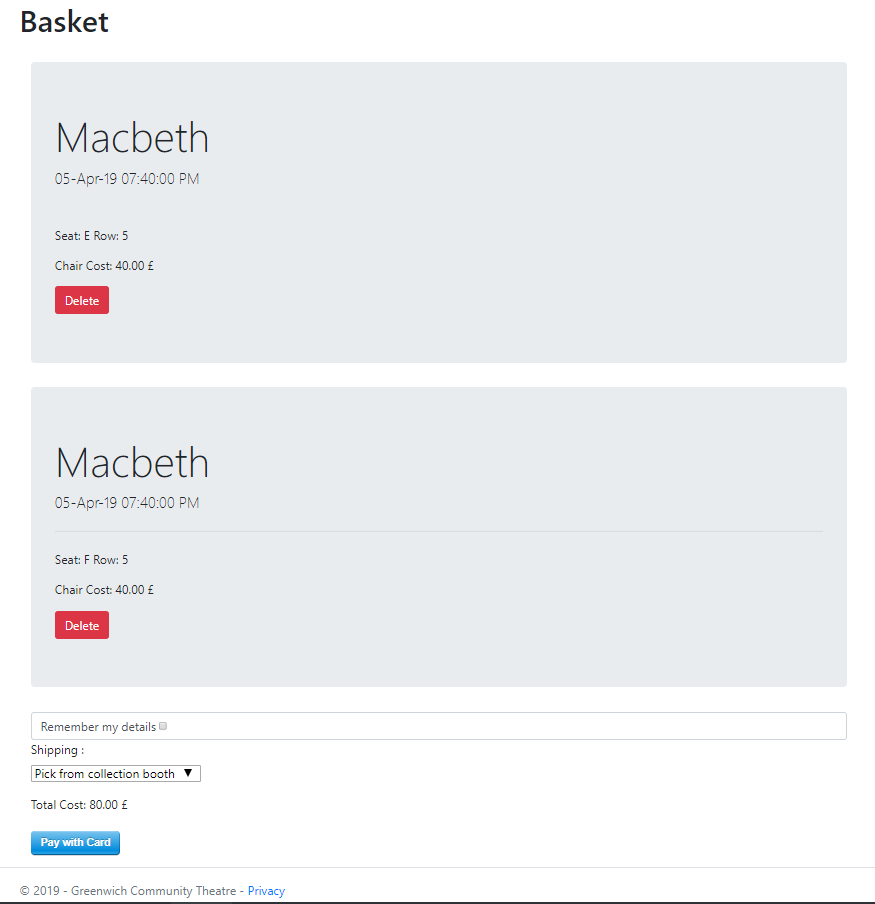 Basket
Macbeth
05-Apr-19 07:40:00 PM
Seat: E Row: 5
Chair Cost: 40.00 £
Delete
Macbeth
05-Apr-19 07:40:00 PM
Seat: F Row: 5
Chair Cost: 40.00 £
Delete
Remember my details
Shipping :
Pick from collection booth
Total Cost: 80.00 £
Pay with Card
© 2019 - Greenwich Community Theatre - Privacy